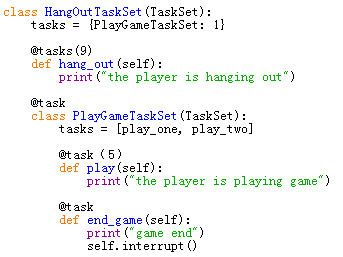 class HangOutTaskSet(TaskSet):
    tasks = {PlayGameTaskSet: 1}

    @tasks(9)
    def hang_out(self):
        print("the player is hanging out")

    @task
    class PlayGameTaskSet(TaskSet):
        tasks = [play_one, play_two]

        @task (5)
        def play(self):
            print("the player is playing game")

        @task
        def end_game(self):
            print("game end")
            self.interrupt()